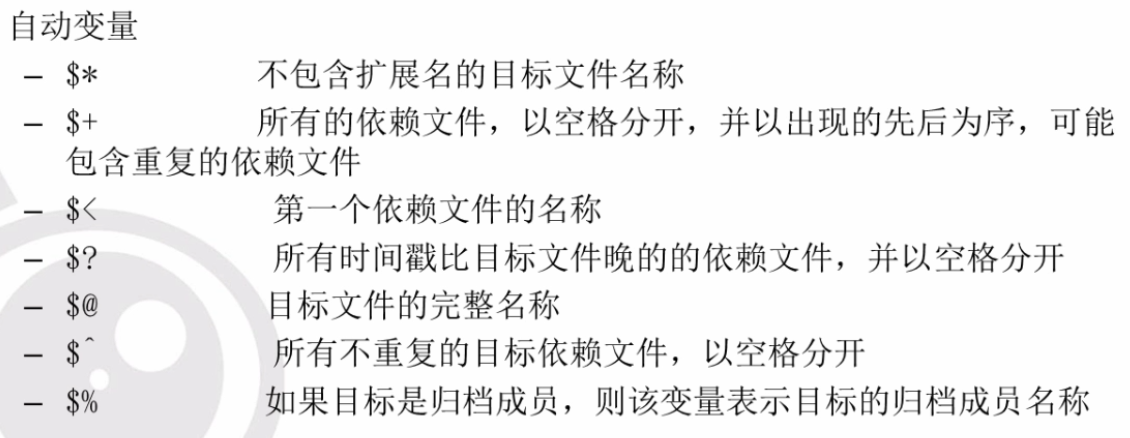 自动变量
– $* 不包含扩展名的目标文件名称
– $+ 所有的依赖文件，以空格分开，并以出现的先后为序，可能
包含重复的依赖文件
– $< 第一个依赖文件的名称
– $? 所有时间戳比目标文件晚的的依赖文件，并以空格分开
– $@ 目标文件的完整名称
– $^ 所有不重复的目标依赖文件，以空格分开
– $% 如果目标是归档成员，则该变量表示目标的归档成员名称